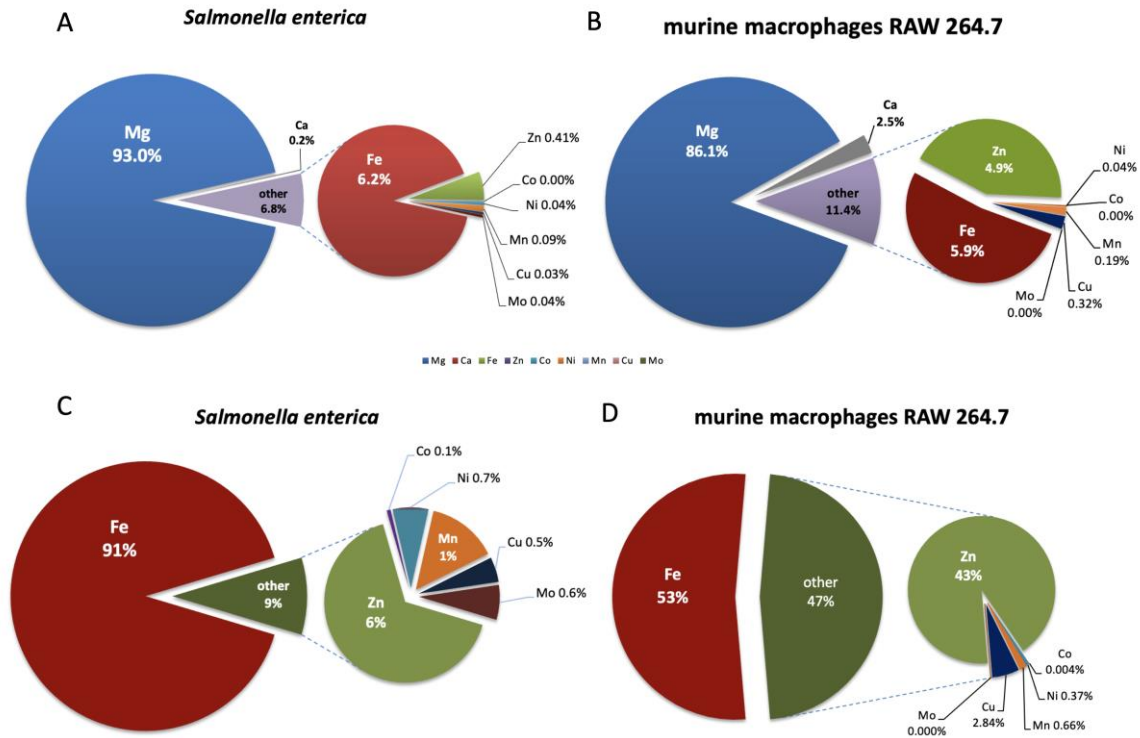 A
Salmonella enterica
Mg
93.0%
Ca
0.2%
other
6.8%
Fe
6.2%
Zn 0.41%
Co 0.00%
Ni 0.04%
Mn 0.09%
Cu 0.03%
Mo 0.04%
B
murine macrophages RAW 264.7
Mg
86.1%
Ca
2.5%
other
11.4%
Zn
4.9%
Fe
5.9%
Ni
0.04%
Co
0.00%
Mn
0.19%
Cu
0.32%
Mo
0.00%
Mg Ca Fe Zn Co Ni Mn Cu Mo
C
Salmonella enterica
Fe
91%
other
9%
Co 0.1%
Ni 0.7%
Mn
1%
Cu 0.5%
Mo 0.6%
Zn
6%
D
murine macrophages RAW 264.7
Fe
53%
other
47%
Zn
43%
Co
0.004%
Ni 0.37%
Mn 0.66%
Cu
2.84%
Mo
0.000%